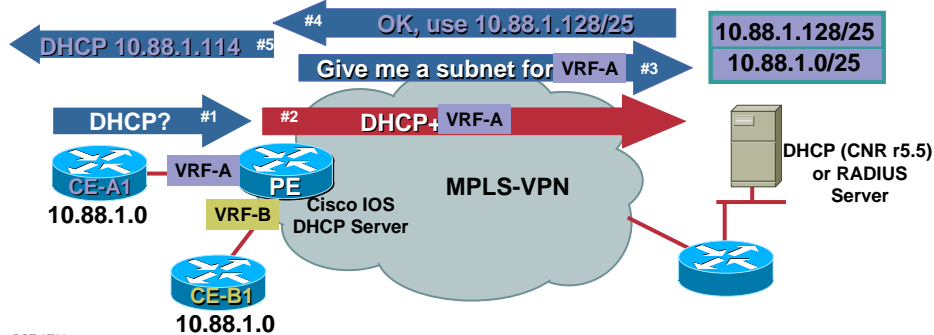 #4
OK, use 10.88.1.128/25
DHCP 10.88.1.114 #5
Give me a subnet for VRF-A #3
10.88.1.128/25
10.88.1.0/25
DHCP? #1
#2 DHCP+ VRF-A
CE-A1
VRF-A
PE
10.88.1.0
MPLS-VPN
DHCP (CNR r5.5)
or RADIUS
Server
VRF-B
Cisco IOS
DHCP Server
CE-B1
10.88.1.0